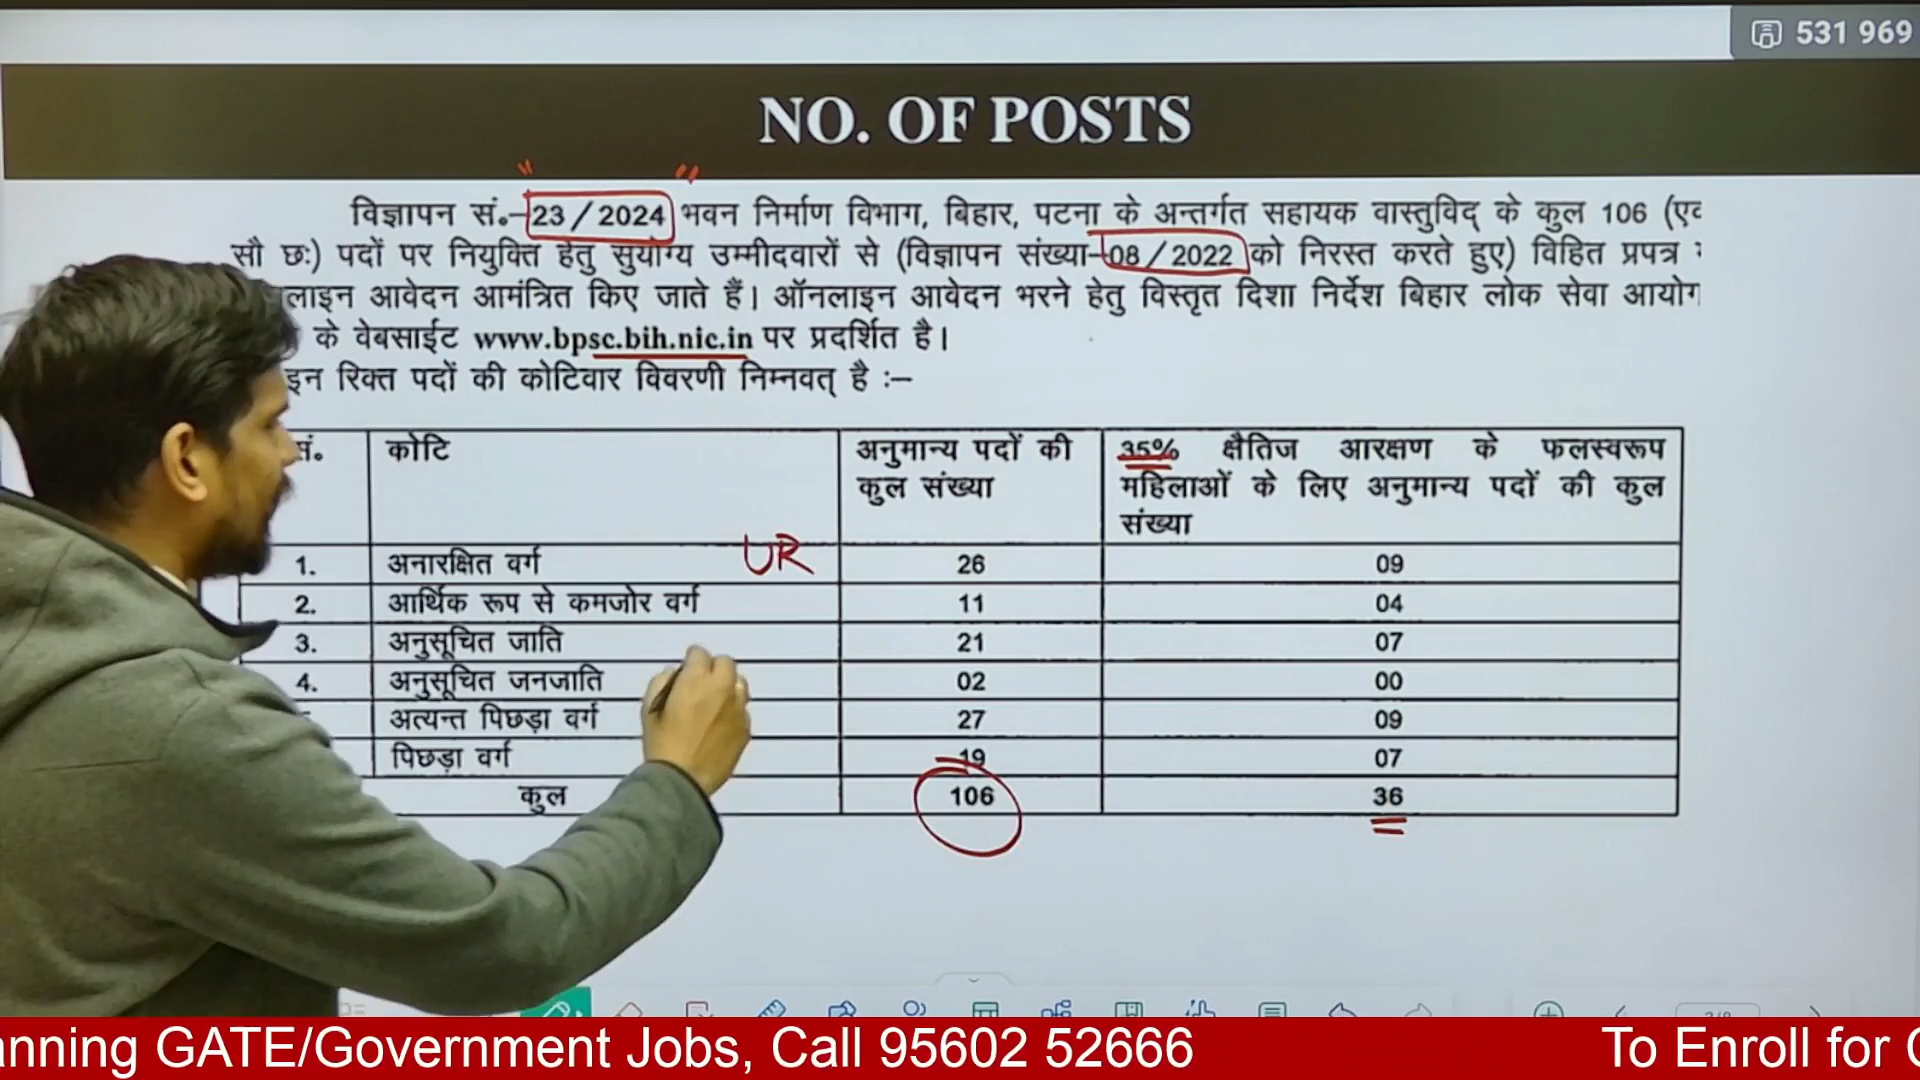 531 969
NO. OF POSTS
विज्ञापन सं०–23/2024 भवन निर्माण विभाग, बिहार, पटना के अन्तर्गत सहायक वास्तुविद् के कुल 106
सौ छः) पदों पर नियुक्ति हेतु सुयोग्य उम्मीदवारों से (विज्ञापन संख्या–08/2022 को निरस्त करते हुए) विहित प्रपत्र
आवेदन आमंत्रित किए जाते हैं। ऑनलाइन आवेदन भरने हेतु विस्तृत दिशा निर्देश बिहार लोक सेवा आयोग
के वेबसाईट www.bpsc.bih.nic.in पर प्रदर्शित है।
इन रिक्त पदों की कोटिवार विवरणी निम्नवत् है :–
सं० कोटि अनुमान्य पदों की कुल संख्या 35% क्षैतिज आरक्षण के फलस्वरूप महिलाओं के लिए अनुमान्य पदों की कुल संख्या
1. अनारक्षित वर्ग UR 26 09
2. आर्थिक रूप से कमजोर वर्ग 11 04
3. अनुसूचित जाति 21 07
4. अनुसूचित जनजाति 02 00
अत्यन्त पिछड़ा वर्ग 27 09
पिछड़ा वर्ग 19 07
कुल 106 36
GATE/Government Jobs, Call 95602 52666 To Enroll for